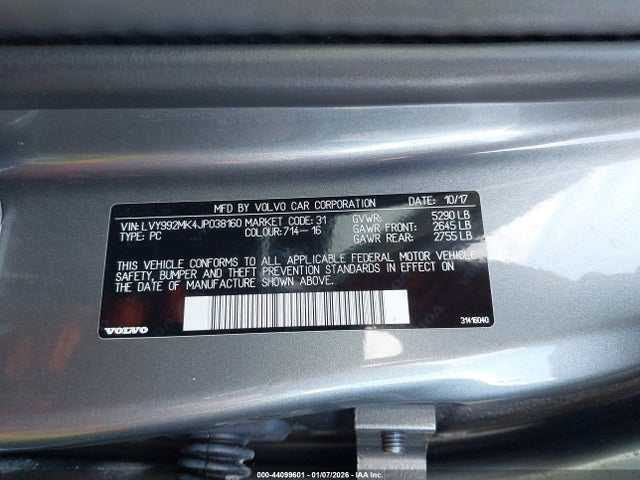 MFD BY VOLVO CAR CORPORATION 10/17
VIN: LVY992MK4JP038160 MARKET CODE: 31 GVWR: 5290 LB
TYPE: PC COLOUR: 714-16 GAWR FRONT: 2645 LB
GAWR REAR: 2755 LB
THIS VEHICLE CONFORMS TO ALL APPLICABLE FEDERAL MOTOR VEHICLE
SAFETY, BUMPER AND THEFT PREVENTION STANDARDS IN EFFECT ON
THE DATE OF MANUFACTURE SHOWN ABOVE.
VOLVO 31416040
000-44099601 | 01/07/2026 | IAA Inc.